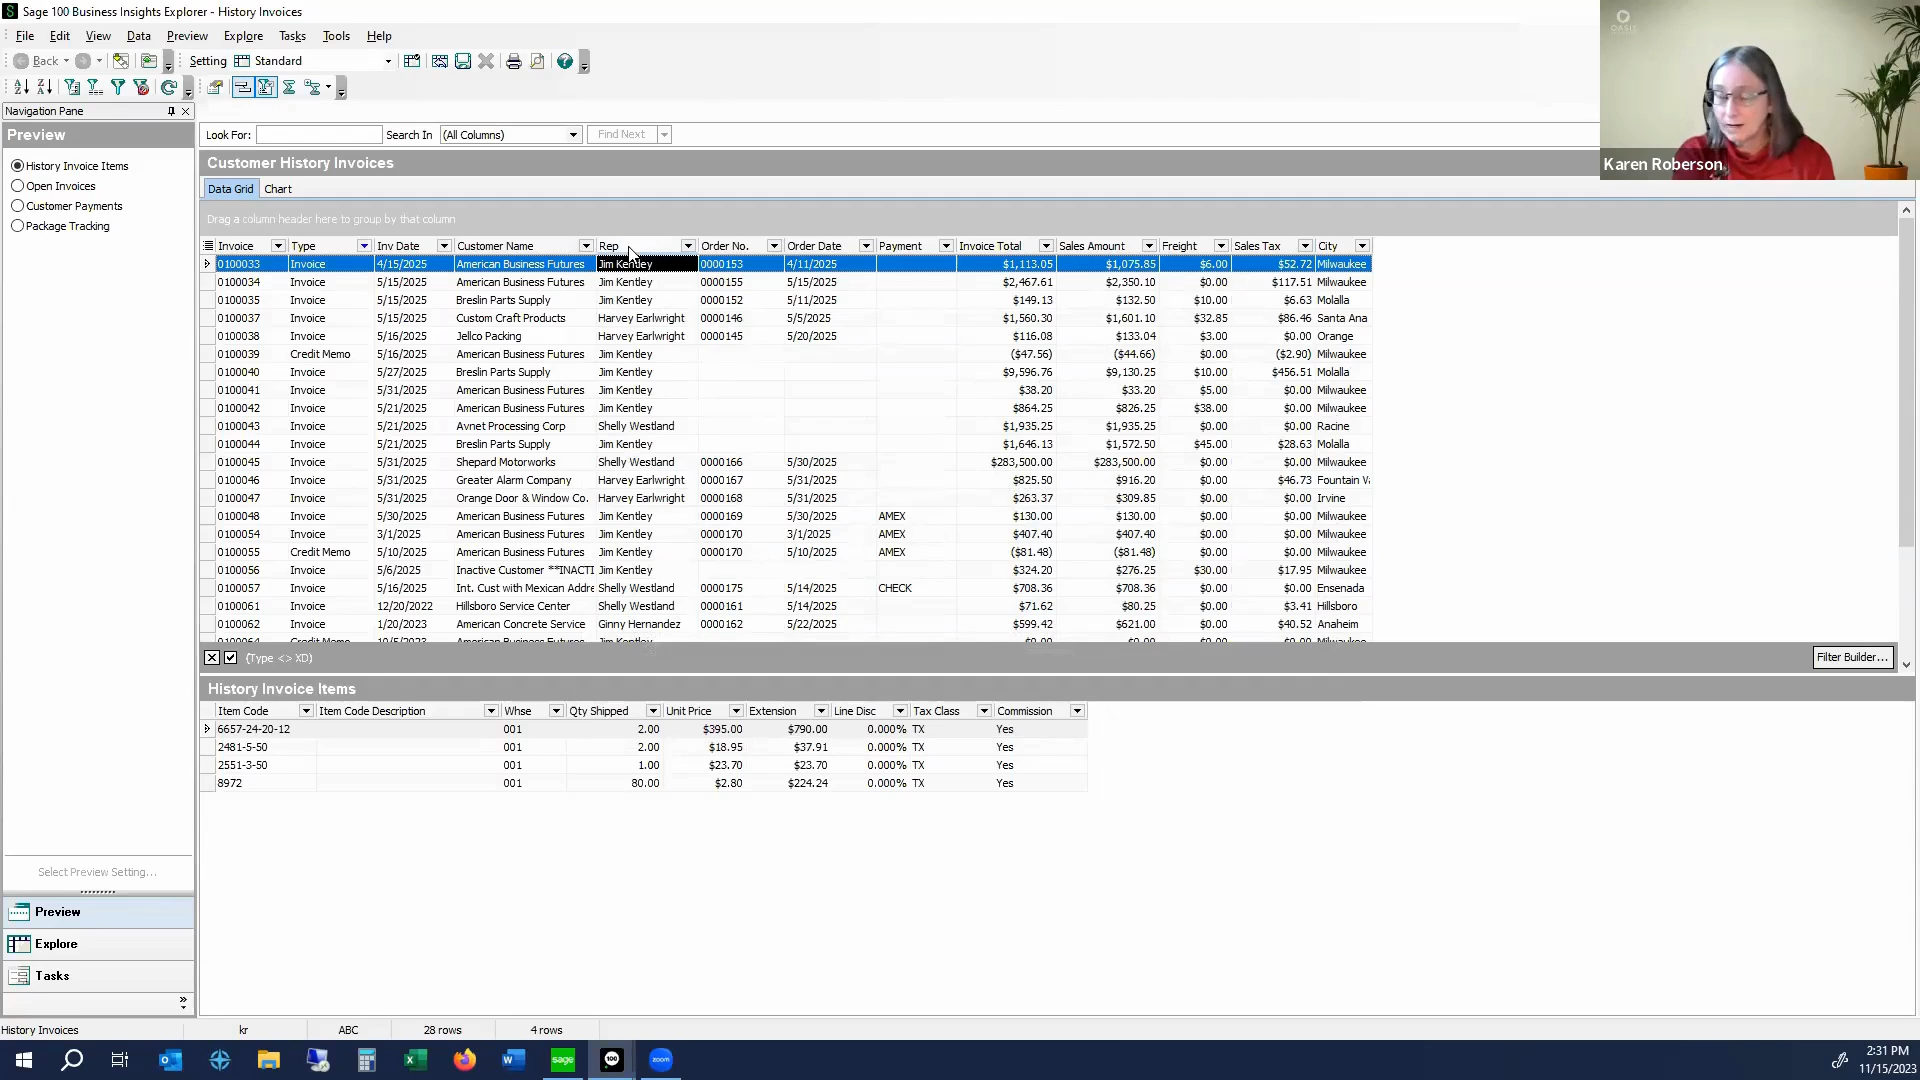 Sage 100 Business Insights Explorer - History Invoices
File Edit View Data Preview Explore Tasks Tools Help
Back Setting Standard
Navigation Pane
Preview
History Invoice Items
Open Invoices
Customer Payments
Package Tracking
Select Preview Setting...
Preview
Explore
Tasks
Look For: Search In (All Columns) Find Next
Customer History Invoices
Data Grid Chart
Drag a column header here to group by that column
Invoice Type Inv Date Customer Name Rep Order No. Order Date Payment Invoice Total Sales Amount Freight Sales Tax City
0100033 Invoice 4/15/2025 American Business Futures Jim Kentley 0000153 4/11/2025 $1,113.05 $1,075.85 $6.00 $52.72 Milwaukee
0100034 Invoice 5/15/2025 American Business Futures Jim Kentley 0000155 5/15/2025 $2,467.61 $2,350.10 $0.00 $117.51 Milwaukee
0100035 Invoice 5/15/2025 Breslin Parts Supply Jim Kentley 0000152 5/11/2025 $149.13 $132.50 $10.00 $6.63 Molalla
0100037 Invoice 5/15/2025 Custom Craft Products Harvey Earlwright 0000146 5/5/2025 $1,560.30 $1,601.10 $32.85 $86.46 Santa Ana
0100038 Invoice 5/16/2025 Jellco Packing Harvey Earlwright 0000145 5/20/2025 $116.08 $133.04 $3.00 $0.00 Orange
0100039 Credit Memo 5/16/2025 American Business Futures Jim Kentley ($47.56) ($44.66) $0.00 ($2.90) Milwaukee
0100040 Invoice 5/27/2025 Breslin Parts Supply Jim Kentley $9,596.76 $9,130.25 $10.00 $456.51 Molalla
0100041 Invoice 5/31/2025 American Business Futures Jim Kentley $38.20 $33.20 $5.00 $0.00 Milwaukee
0100042 Invoice 5/21/2025 American Business Futures Jim Kentley $864.25 $826.25 $38.00 $0.00 Milwaukee
0100043 Invoice 5/21/2025 Avnet Processing Corp Shelly Westland $1,935.25 $1,935.25 $0.00 $0.00 Racine
0100044 Invoice 5/21/2025 Breslin Parts Supply Jim Kentley $1,646.13 $1,572.50 $45.00 $28.63 Molalla
0100045 Invoice 5/31/2025 Shepard Motorworks Shelly Westland 0000166 5/30/2025 $283,500.00 $283,500.00 $0.00 $0.00 Milwaukee
0100046 Invoice 5/31/2025 Greater Alarm Company Harvey Earlwright 0000167 5/31/2025 $825.50 $916.20 $0.00 $46.73 Fountain V
0100047 Invoice 5/31/2025 Orange Door & Window Co. Harvey Earlwright 0000168 5/31/2025 $263.37 $309.85 $0.00 $0.00 Irvine
0100048 Invoice 5/30/2025 American Business Futures Jim Kentley 0000169 5/30/2025 AMEX $130.00 $130.00 $0.00 $0.00 Milwaukee
0100054 Invoice 3/1/2025 American Business Futures Jim Kentley 0000170 3/1/2025 AMEX $407.40 $407.40 $0.00 $0.00 Milwaukee
0100055 Credit Memo 5/10/2025 American Business Futures Jim Kentley 0000170 5/10/2025 AMEX ($81.48) ($81.48) $0.00 $0.00 Milwaukee
0100056 Invoice 5/6/2025 Inactive Customer **INACTI Jim Kentley $324.20 $276.25 $30.00 $17.95 Milwaukee
0100057 Invoice 5/16/2025 Int. Cust with Mexican Addre Shelly Westland 0000175 5/14/2025 CHECK $708.36 $708.36 $0.00 $0.00 Ensenada
0100061 Invoice 12/20/2022 Hillsboro Service Center Shelly Westland 0000161 5/14/2025 $71.62 $80.25 $0.00 $3.41 Hillsboro
0100062 Invoice 1/20/2023 American Concrete Service Ginny Hernandez 0000162 5/22/2025 $599.42 $621.00 $0.00 $40.52 Anaheim
0100064 Credit Memo 10/5/2023 American Business Futures Jim Kentley $0.00 $0.00 $0.00 $0.00 Milwaukee
(Type <> XD) Filter Builder...
History Invoice Items
Item Code Item Code Description Whse Qty Shipped Unit Price Extension Line Disc Tax Class Commission
6657-24-20-12 001 2.00 $395.00 $790.00 0.000% TX Yes
2481-5-50 001 2.00 $18.95 $37.91 0.000% TX Yes
2551-3-50 001 1.00 $23.70 $23.70 0.000% TX Yes
8972 001 80.00 $2.80 $224.24 0.000% TX Yes
Karen Roberson
OASIS
History Invoices kr ABC 28 rows 4 rows
sage 100 zoom
2:31 PM
11/15/2023